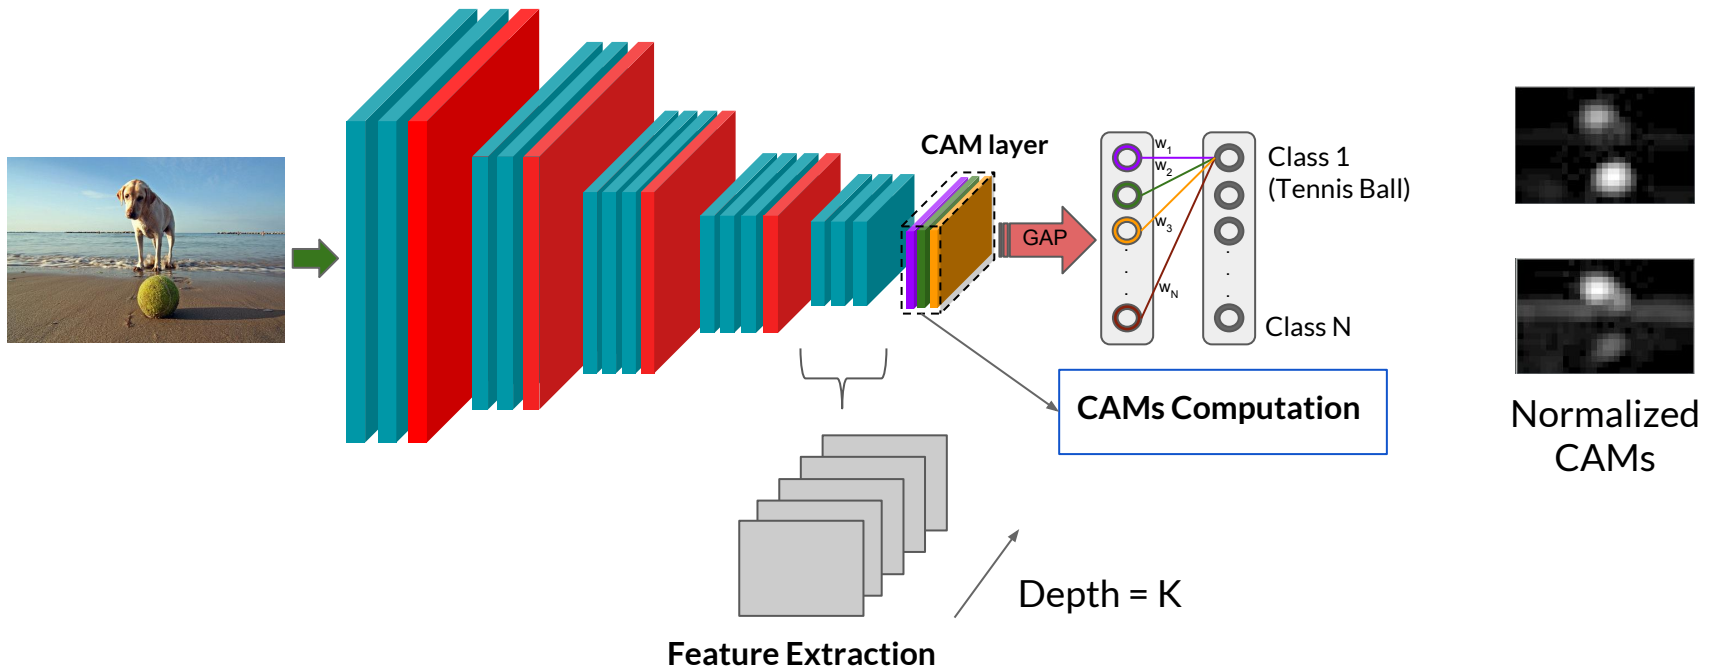 CAM layer
GAP
w1
w2
w3
wN
Class 1
(Tennis Ball)
Class N
CAMs Computation
Normalized
CAMs
Depth = K
Feature Extraction